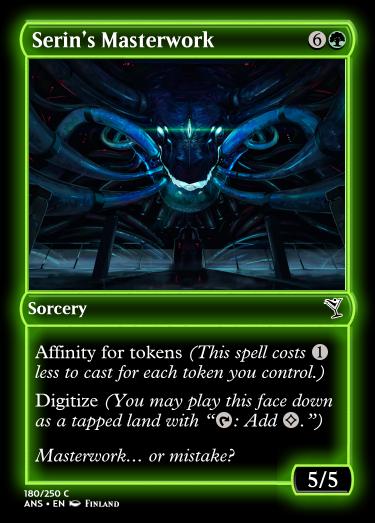 Serin's Masterwork 6
Sorcery
Affinity for tokens (This spell costs 1
less to cast for each token you control.)
Digitize (You may play this face down
as a tapped land with “: Add .”)
Masterwork… or mistake?
5/5
180/250 C
ANS • EN Finland